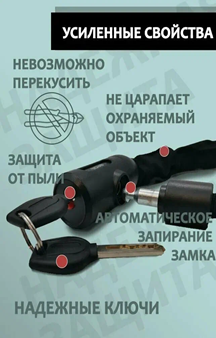 УСИЛЕННЫЕ СВОЙСТВА
НЕВОЗМОЖНО
ПЕРЕКУСИТЬ
НЕ ЦАРАПАЕТ
ОХРАНЯЕМЫЙ
ОБЪЕКТ
ЗАЩИТА
ОТ ПЫЛИ
АВТОМАТИЧЕСКОЕ
ЗАПИРАНИЕ
ЗАМКА
НАДЕЖНЫЕ КЛЮЧИ